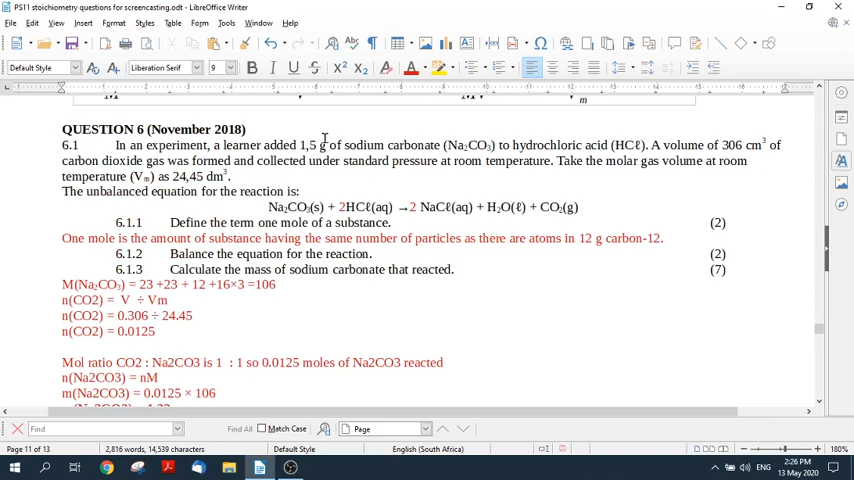 PS11 stoichiometry questions for screencasting.odt - LibreOffice Writer
File Edit View Insert Format Styles Table Form Tools Window Help
Default Style Liberation Serif 9
QUESTION 6 (November 2018)
6.1 In an experiment, a learner added 1,5 g of sodium carbonate (Na₂CO₃) to hydrochloric acid (HCℓ). A volume of 306 cm³ of
carbon dioxide gas was formed and collected under standard pressure at room temperature. Take the molar gas volume at room
temperature (Vₘ) as 24,45 dm³.
The unbalanced equation for the reaction is:
Na₂CO₃(s) + 2HCℓ(aq) →2 NaCℓ(aq) + H₂O(ℓ) + CO₂(g)
6.1.1 Define the term one mole of a substance. (2)
One mole is the amount of substance having the same number of particles as there are atoms in 12 g carbon-12.
6.1.2 Balance the equation for the reaction. (2)
6.1.3 Calculate the mass of sodium carbonate that reacted. (7)
M(Na₂CO₃) = 23 +23 + 12 +16×3 =106
n(CO2) = V ÷ Vm
n(CO2) = 0.306 ÷ 24.45
n(CO2) = 0.0125
Mol ratio CO2 : Na2CO3 is 1 : 1 so 0.0125 moles of Na2CO3 reacted
n(Na2CO3) = nM
m(Na2CO3) = 0.0125 × 106
Find Find All Match Case Page
Page 11 of 13 2,816 words, 14,539 characters Default Style English (South Africa) 180%
ENG 2:26 PM
13 May 2020